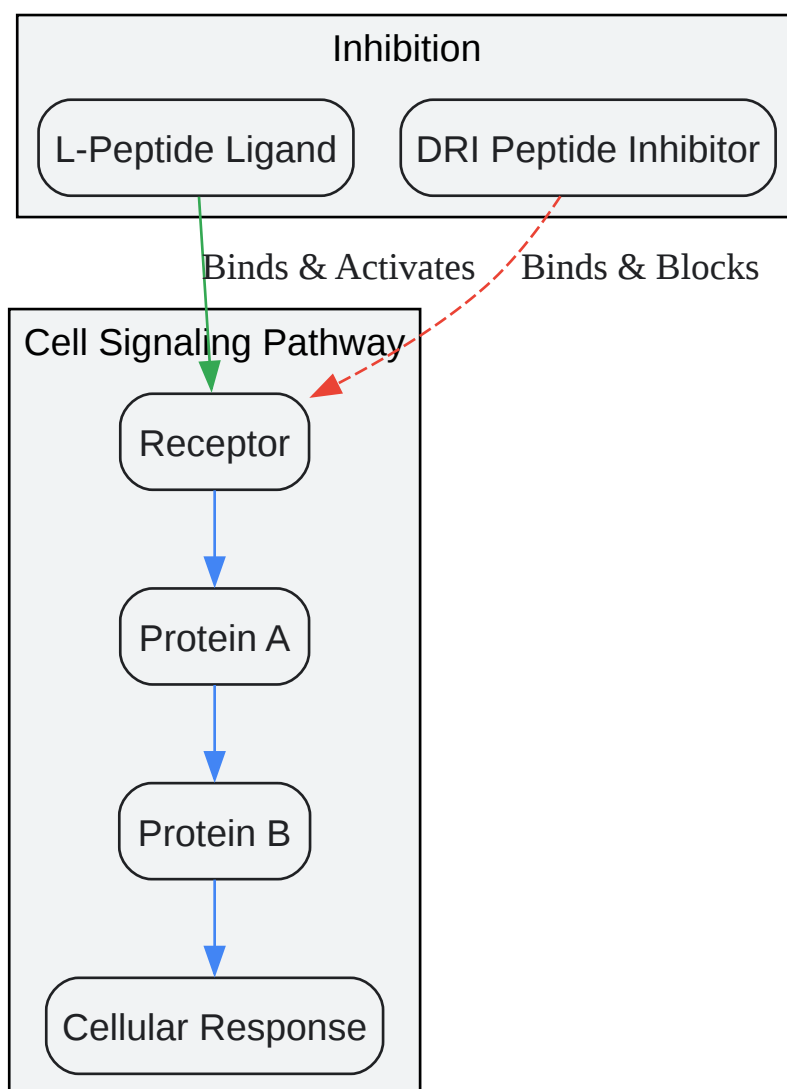 Inhibition
L-Peptide Ligand
DRI Peptide Inhibitor
Binds & Activates
Binds & Blocks
Cell Signaling Pathway
Receptor
Protein A
Protein B
Cellular Response